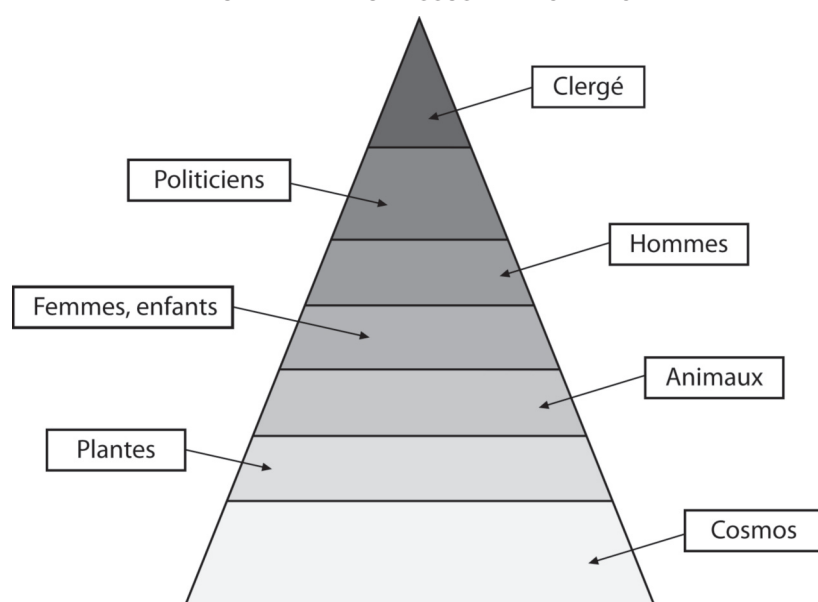 Clergé
Politiciens
Hommes
Femmes, enfants
Animaux
Plantes
Cosmos